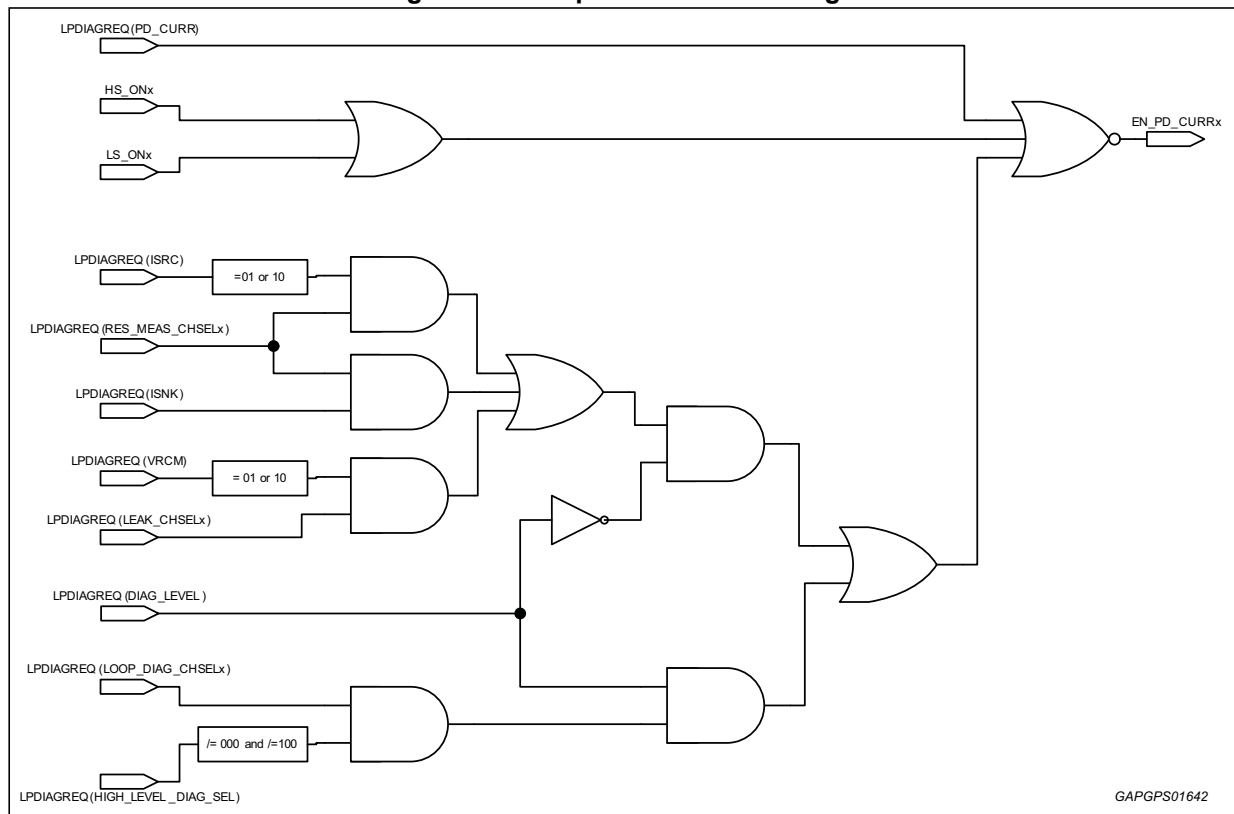 LPDIAGREQ(PD_CURR)
HS_ONx
EN_PD_CURRx
LS_ONx
LPDIAGREQ(ISRC)
=01 or 10
LPDIAGREQ(RES_MEAS_CHSELx)
LPDIAGREQ(ISNK)
LPDIAGREQ(VRCM)
= 01 or 10
LPDIAGREQ(LEAK_CHSELx)
LPDIAGREQ(DIAG_LEVEL)
LPDIAGREQ(LOOP_DIAG_CHSELx)
/= 000 and /=100
LPDIAGREQ(HIGH_LEVEL_DIAG_SEL)
GAPGPS01642